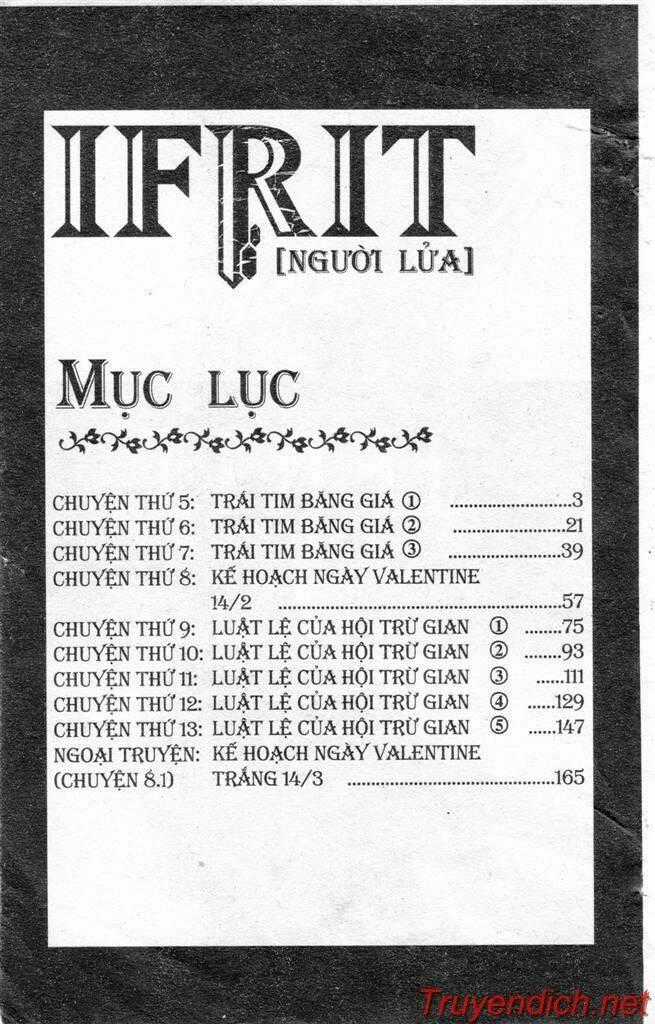 IFRIT
[NGƯỜI LỬA]
MỤC LỤC
CHUYỆN THỨ 5: TRÁI TIM BĂNG GIÁ ① ..........................3
CHUYỆN THỨ 6: TRÁI TIM BĂNG GIÁ ② ........................21
CHUYỆN THỨ 7: TRÁI TIM BĂNG GIÁ ③ ........................39
CHUYỆN THỨ 8: KẾ HOẠCH NGÀY VALENTINE
14/2 ............................................................57
CHUYỆN THỨ 9: LUẬT LỆ CỦA HỘI TRỪ GIAN ① ........75
CHUYỆN THỨ 10: LUẬT LỆ CỦA HỘI TRỪ GIAN ② .......93
CHUYỆN THỨ 11: LUẬT LỆ CỦA HỘI TRỪ GIAN ③ ......111
CHUYỆN THỨ 12: LUẬT LỆ CỦA HỘI TRỪ GIAN ④ ......129
CHUYỆN THỨ 13: LUẬT LỆ CỦA HỘI TRỪ GIAN ⑤ ......147
NGOẠI TRUYỆN: KẾ HOẠCH NGÀY VALENTINE
(CHUYỆN 8.1) TRẮNG 14/3 ............................................165
Truyendich.net